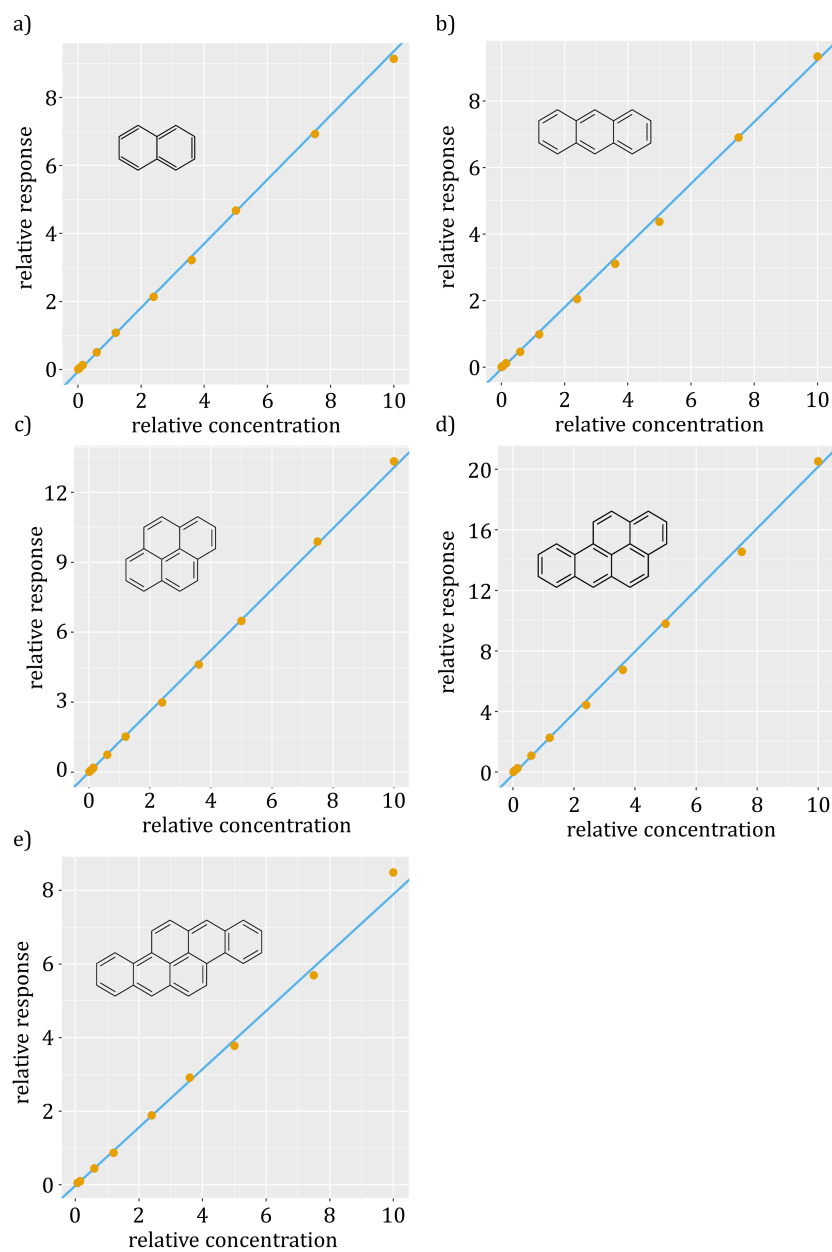 a)
relative response
8
6
4
2
0
0 2 4 6 8 10
relative concentration
b)
relative response
8
6
4
2
0
0 2 4 6 8 10
relative concentration
c)
relative response
12
9
6
3
0
0 2 4 6 8 10
relative concentration
d)
relative response
20
16
12
8
4
0
0 2 4 6 8 10
relative concentration
e)
relative response
8
6
4
2
0
0 2 4 6 8 10
relative concentration